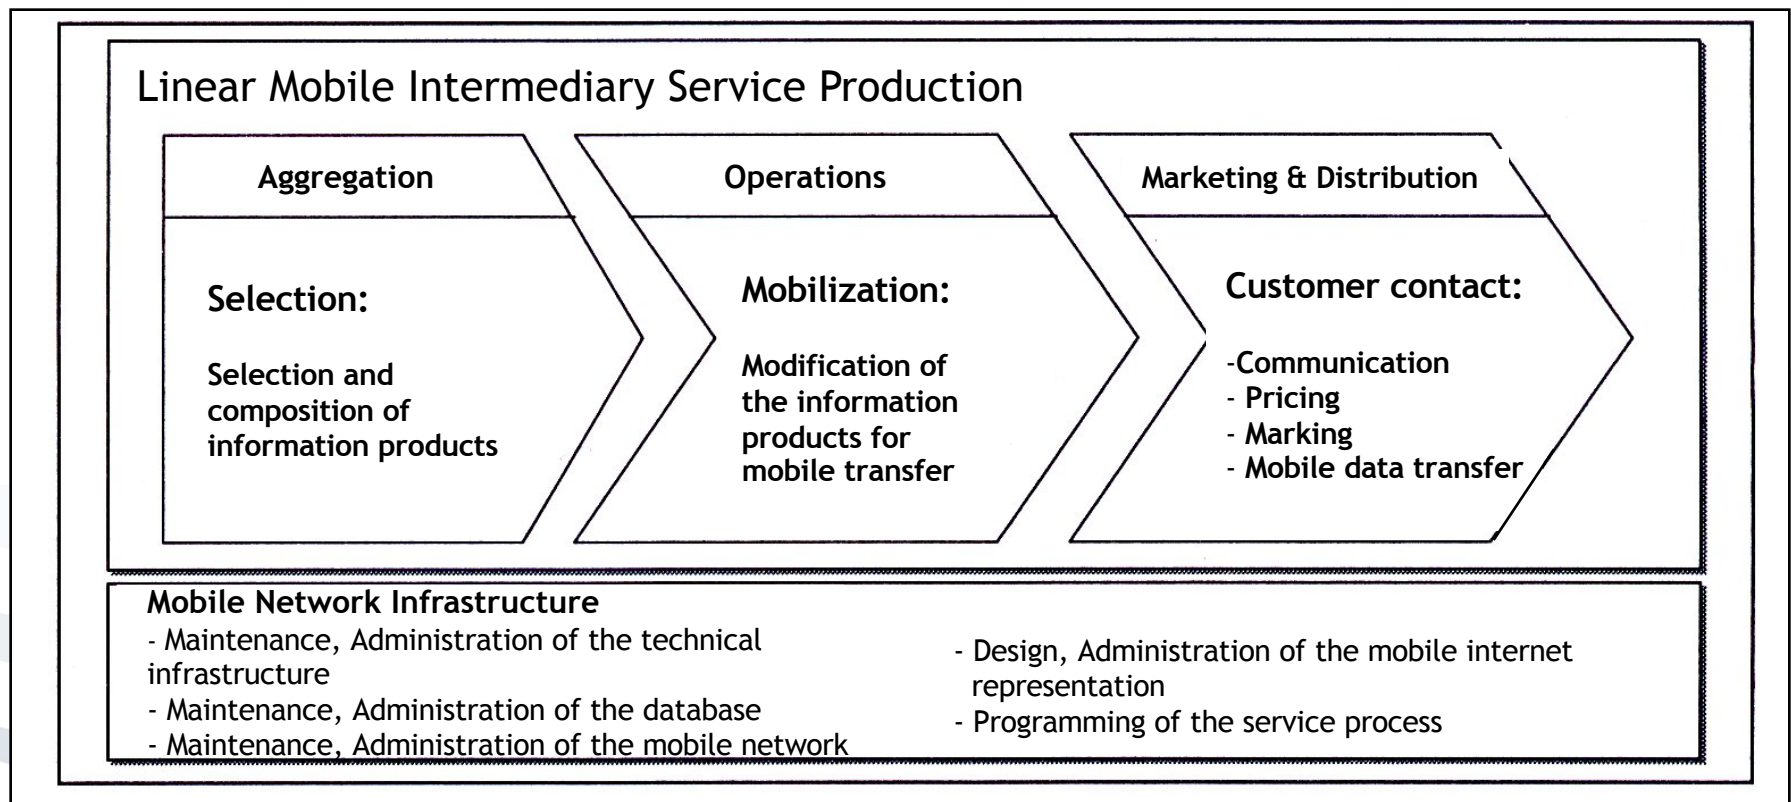 Linear Mobile Intermediary Service Production
Aggregation
Selection:
Selection and
composition of
information products
Operations
Mobilization:
Modification of
the information
products for
mobile transfer
Marketing & Distribution
Customer contact:
-Communication
- Pricing
- Marking
- Mobile data transfer
Mobile Network Infrastructure
- Maintenance, Administration of the technical
infrastructure
- Maintenance, Administration of the database
- Maintenance, Administration of the mobile network
- Design, Administration of the mobile internet
representation
- Programming of the service process